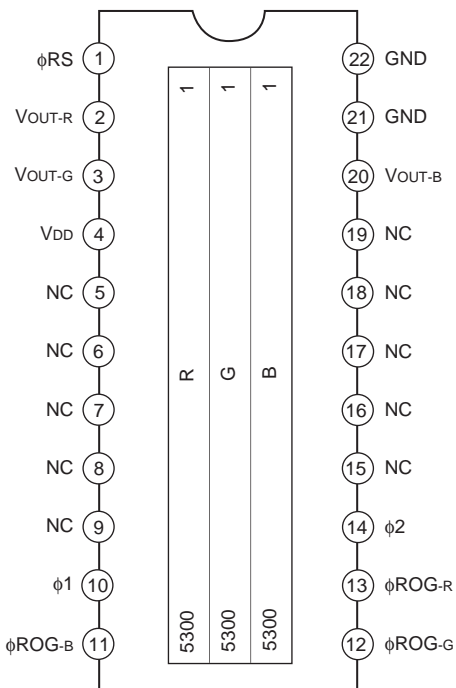 ϕRS 1 1 1 1 22 GND
VOUT-R 2 21 GND
VOUT-G 3 20 VOUT-B
VDD 4 19 NC
NC 5 18 NC
NC 6 17 NC
R G B
NC 7 16 NC
NC 8 15 NC
NC 9 14 ϕ2
ϕ1 10 13 ϕROG-R
5300 5300 5300
ϕROG-B 11 12 ϕROG-G